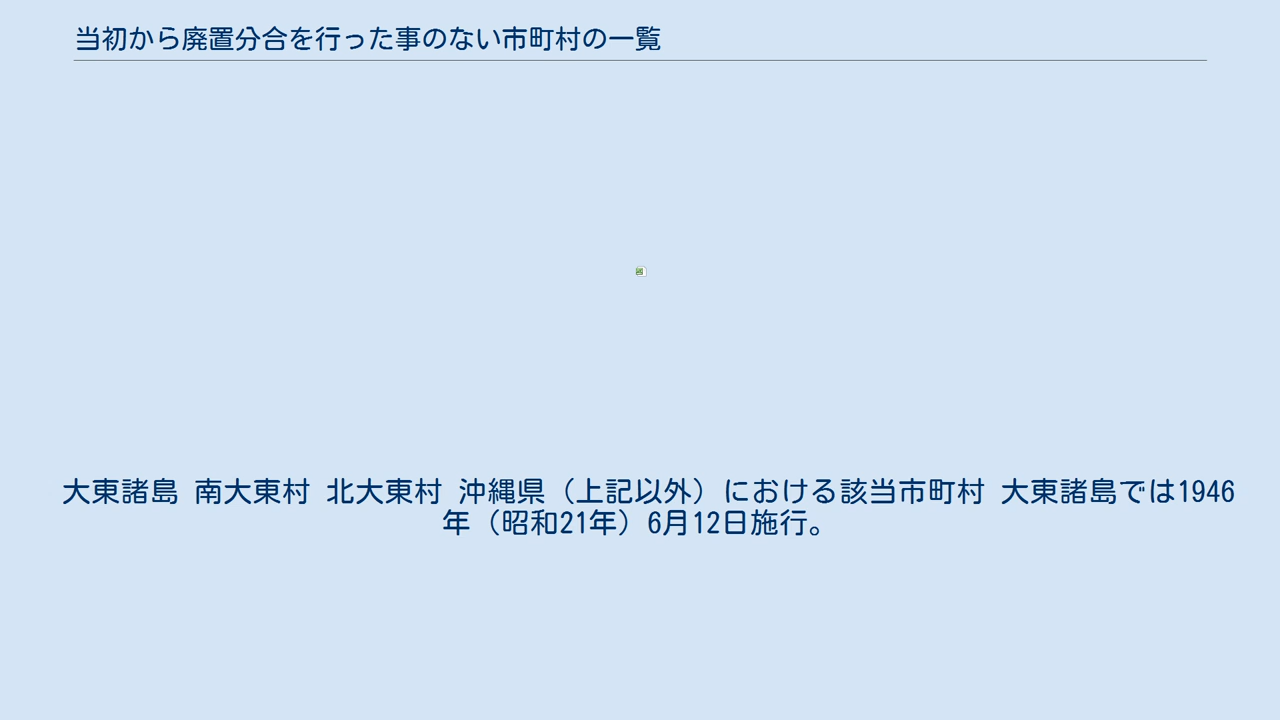 当初から廃置分合を行った事のない市町村の一覧
大東諸島 南大東村 北大東村 沖縄県（上記以外）における該当市町村 大東諸島では1946
年（昭和21年）6月12日施行。